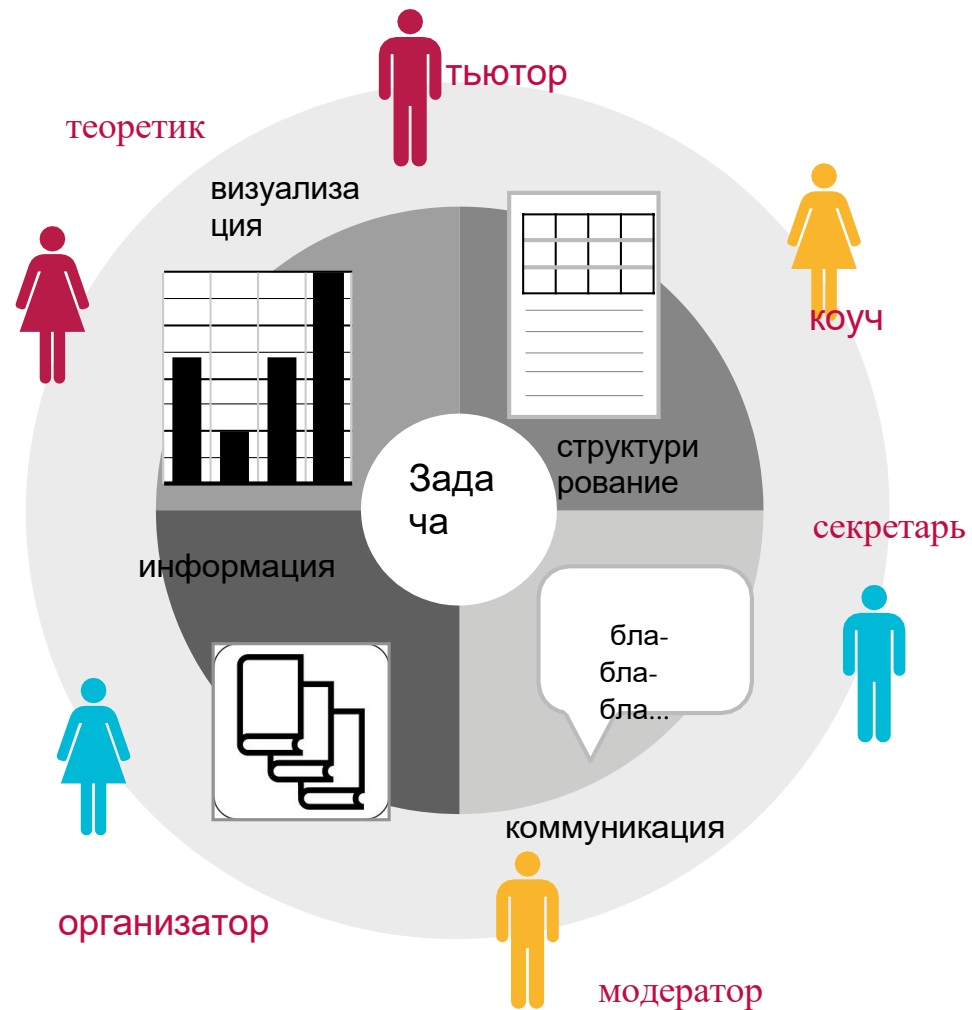 тьютор
теоретик
визуализа
ция
коуч
структури
рование
Зада
ча
секретарь
информация
бла-
бла-
бла...
коммуникация
организатор
модератор